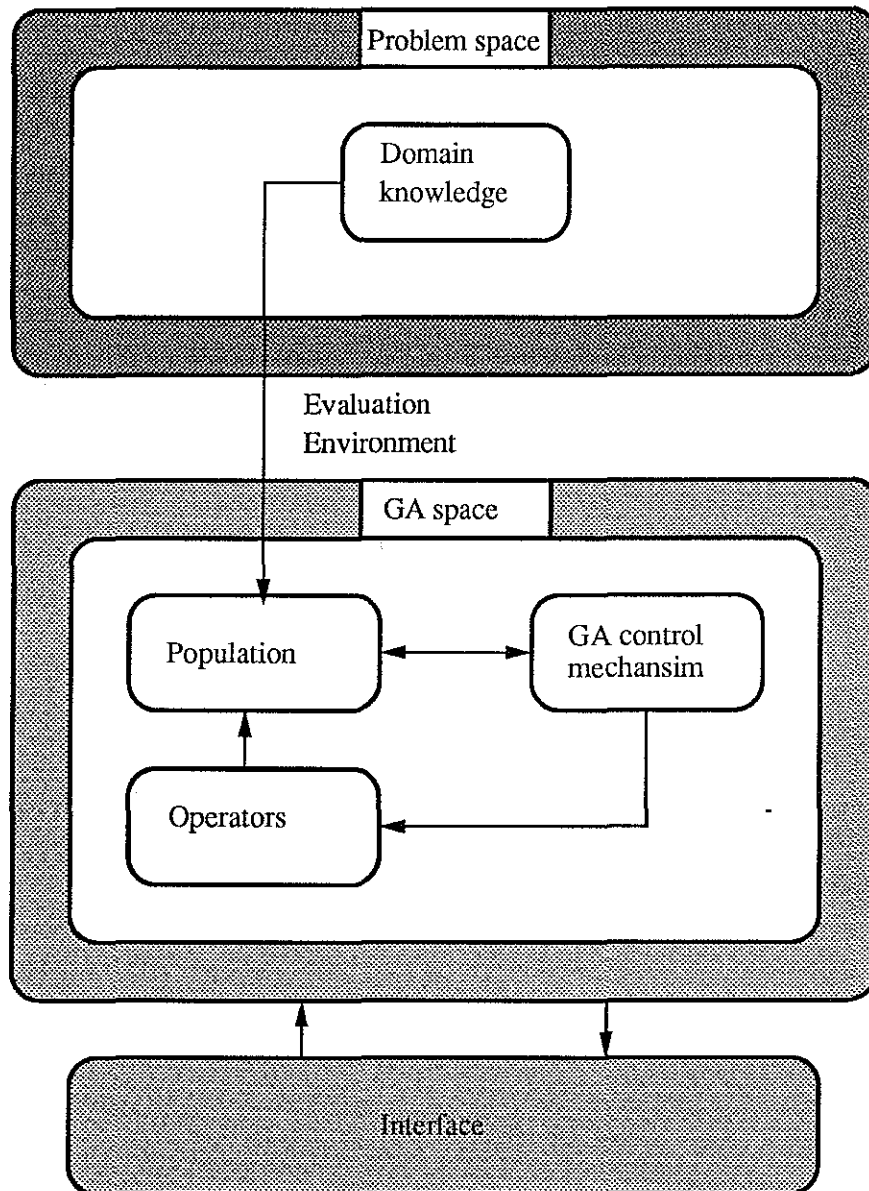 Problem space
Domain
knowledge
Evaluation
Environment
GA space
Population
GA control
mechansim
Operators
Interface